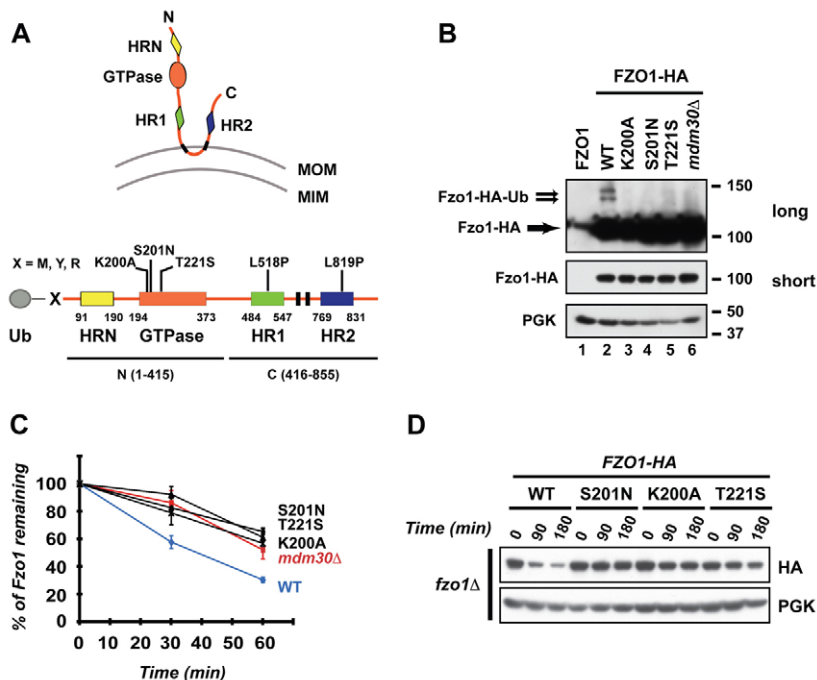 A
N
HRN
GTPase
C
HR1
HR2
MOM
MIM
X = M, Y, R
S201N
K200A
T221S
L518P
L819P
X
91 190 194 373 484 547 769 831
Ub HRN GTPase HR1 HR2
N (1-415) C (416-855)
B
FZO1-HA
FZO1 WT K200A S201N T221S mdm30Δ
Fzo1-HA-Ub
150
long
Fzo1-HA
100
Fzo1-HA
100
short
PGK
50
37
1 2 3 4 5 6
C
% of Fzo1 remaining
100
80
60
40
20
0
S201N
T221S
K200A
mdm30Δ
WT
0 10 20 30 40 50 60
Time (min)
D
FZO1-HA
WT S201N K200A T221S
Time (min) 0 90 180 0 90 180 0 90 180 0 90 180
fzo1Δ
HA
PGK